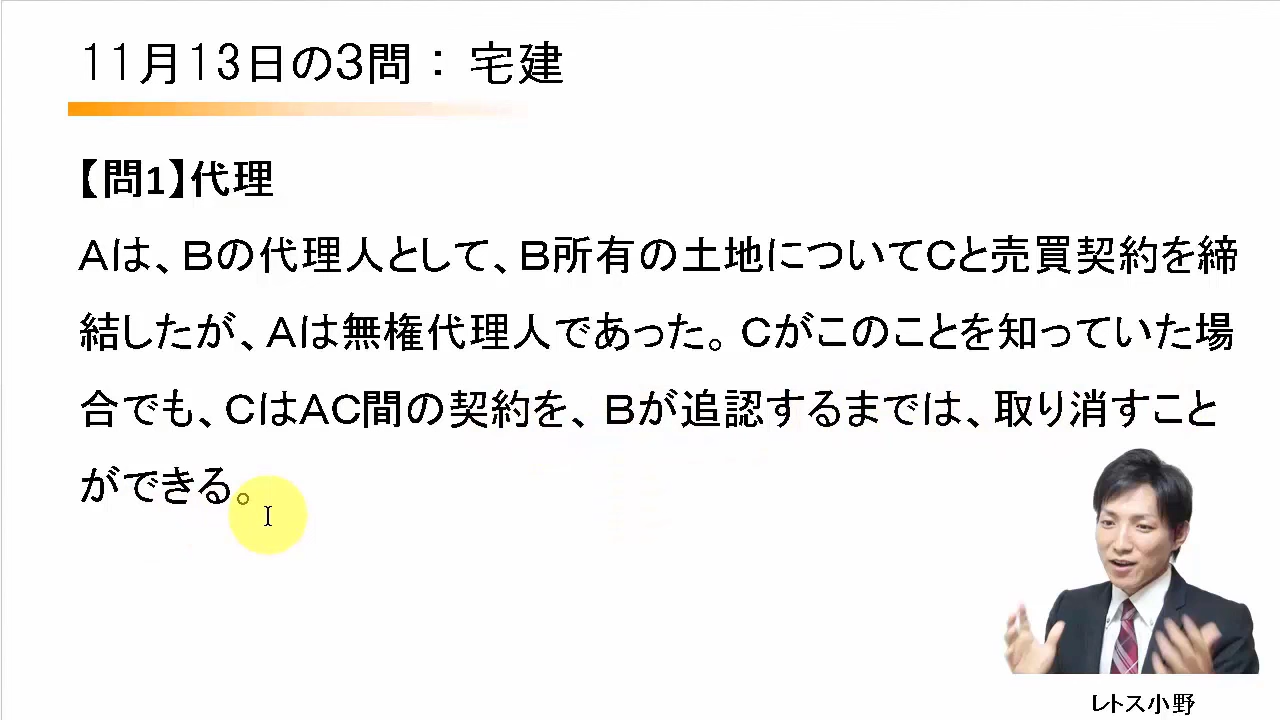 11月13日の3問：宅建
【問1】代理
Aは、Bの代理人として、B所有の土地についてCと売買契約を締
結したが、Aは無権代理人であった。Cがこのことを知っていた場
合でも、CはAC間の契約を、Bが追認するまでは、取り消すこと
ができる。
レトス小野